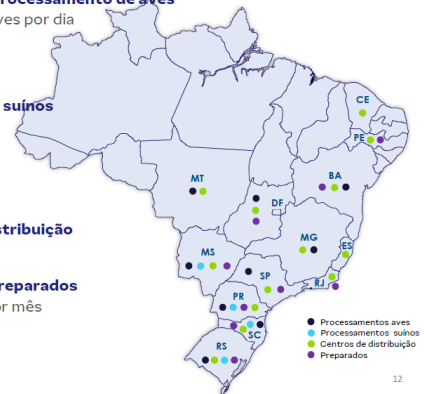 rocessamento de aves
ves por dia
suínos
stribuição
reparados
or mês
CE
PE
BA
MT
DF
MG
ES
MS
SP
RJ
PR
SC
RS
Processamentos aves
Processamentos suínos
Centros de distribuição
Preparados
12